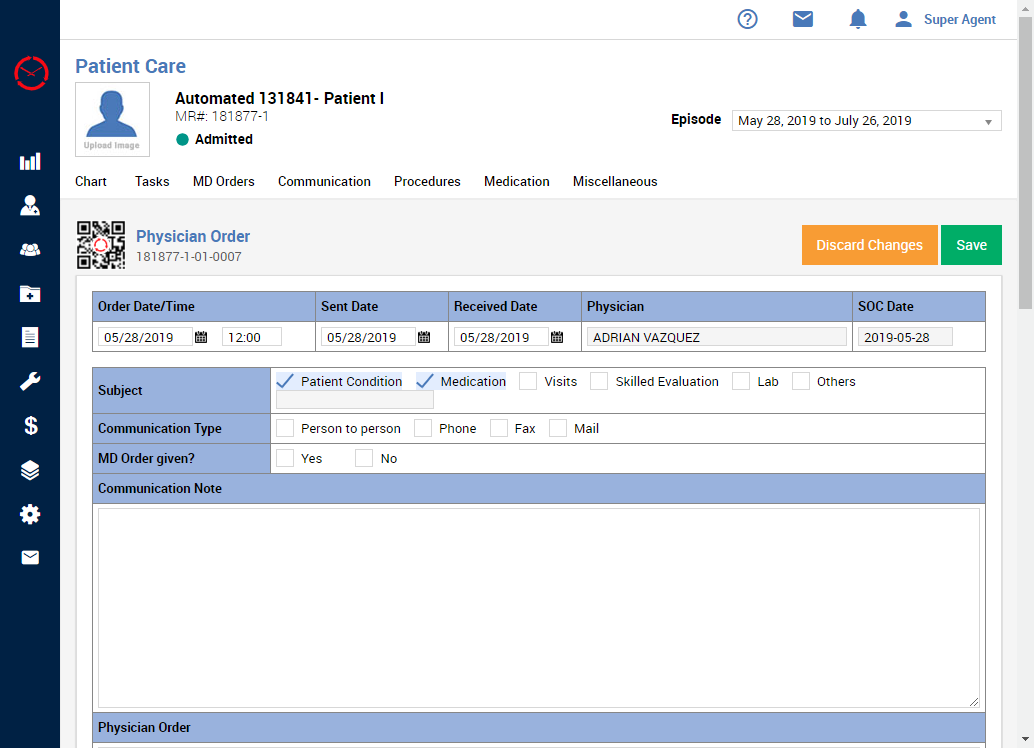 Super Agent
Patient Care
Upload Image
Automated 131841- Patient I
MR#: 181877-1
Admitted
Episode May 28, 2019 to July 26, 2019
Chart Tasks MD Orders Communication Procedures Medication Miscellaneous
Physician Order
181877-1-01-0007
Discard Changes Save
Order Date/Time Sent Date Received Date Physician SOC Date
05/28/2019 12:00 05/28/2019 05/28/2019 ADRIAN VAZQUEZ 2019-05-28
Subject Patient Condition Medication Visits Skilled Evaluation Lab Others
Communication Type Person to person Phone Fax Mail
MD Order given? Yes No
Communication Note
Physician Order